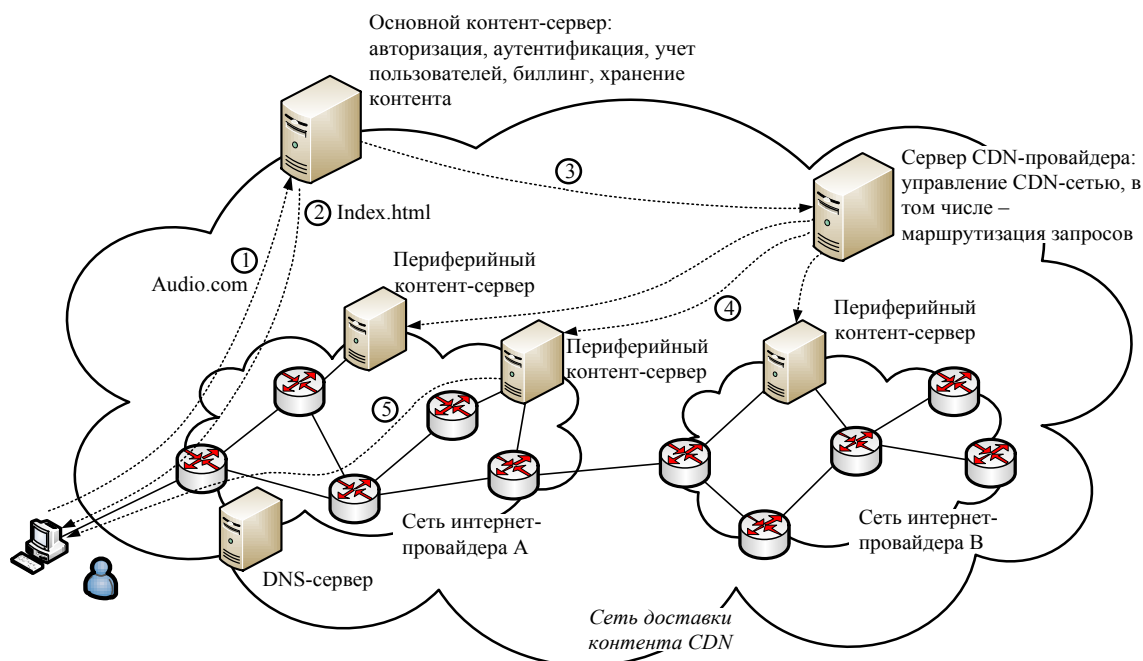 Основной контент-сервер:
авторизация, аутентификация, учет
пользователей, биллинг, хранение
контента
3
Сервер CDN-провайдера:
управление CDN-сетью, в
том числе –
маршрутизация запросов
2 Index.html
1
Audio.com
Периферийный
контент-сервер
4
Периферийный
контент-сервер
Периферийный
контент-сервер
5
Сеть интернет-
провайдера А
Сеть интернет-
провайдера В
DNS-сервер
Сеть доставки
контента CDN